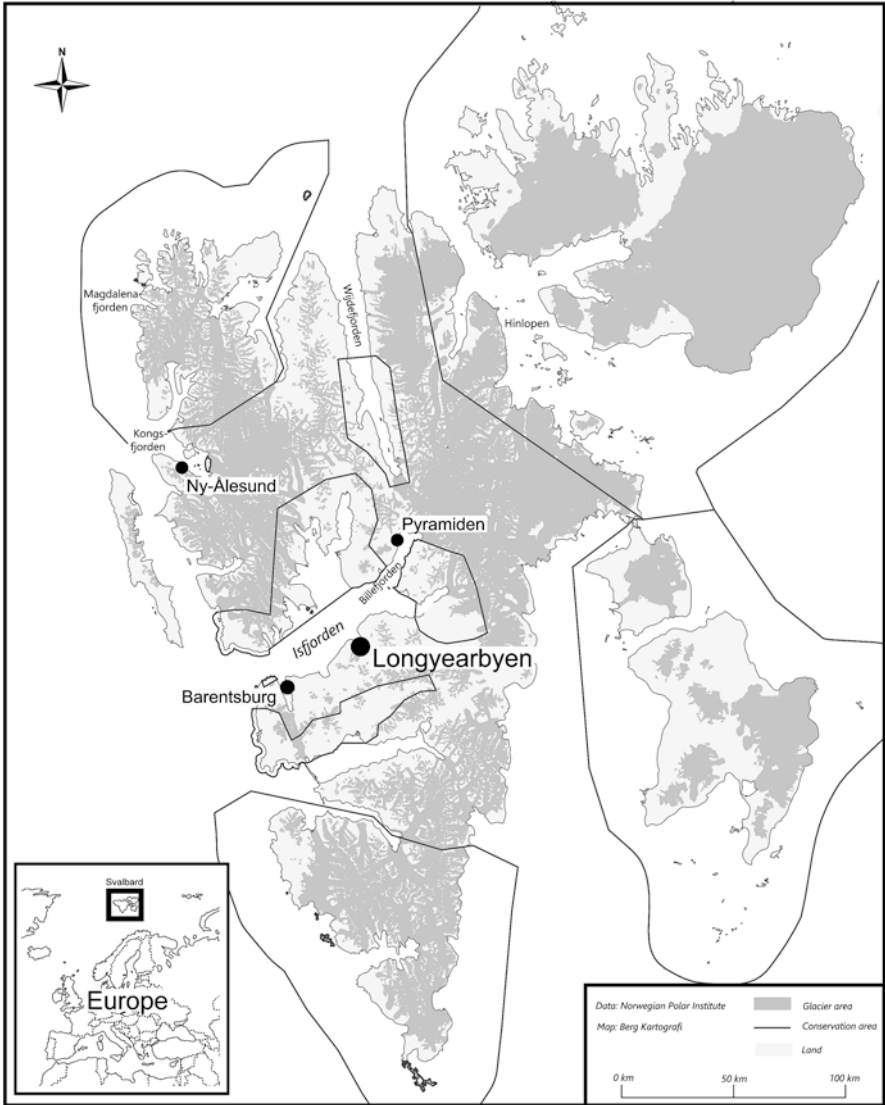 N
Magdalena-
fjorden
Wijdefjorden
Hinlopen
Kongs-
fjorden
Ny-Ålesund
Pyramiden
Billefjorden
Isfjorden
Longyearbyen
Barentsburg
Svalbard
Europe
Data: Norwegian Polar Institute
Map: Berg Kartografi
Glacier area
Conservation area
Land
0 km
50 km
100 km